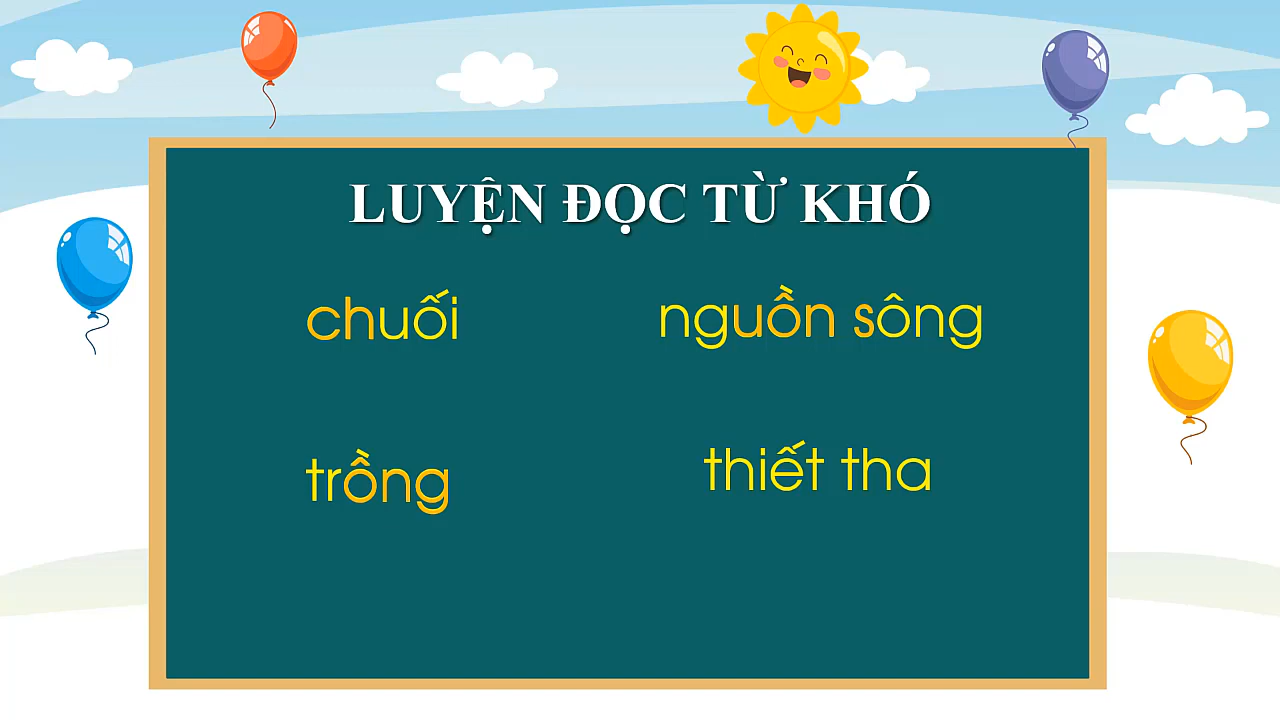 LUYỆN ĐỌC TỪ KHÓ
chuối
nguồn sông
trồng
thiết tha